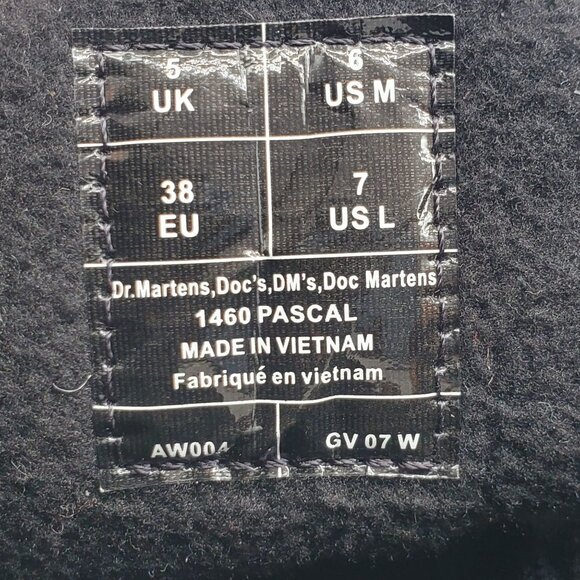 5
UK
6
US M
38
EU
7
US L
Dr.Martens,Doc's,DM's,Doc Martens
1460 PASCAL
MADE IN VIETNAM
Fabriqué en vietnam
AW004
GV 07 W